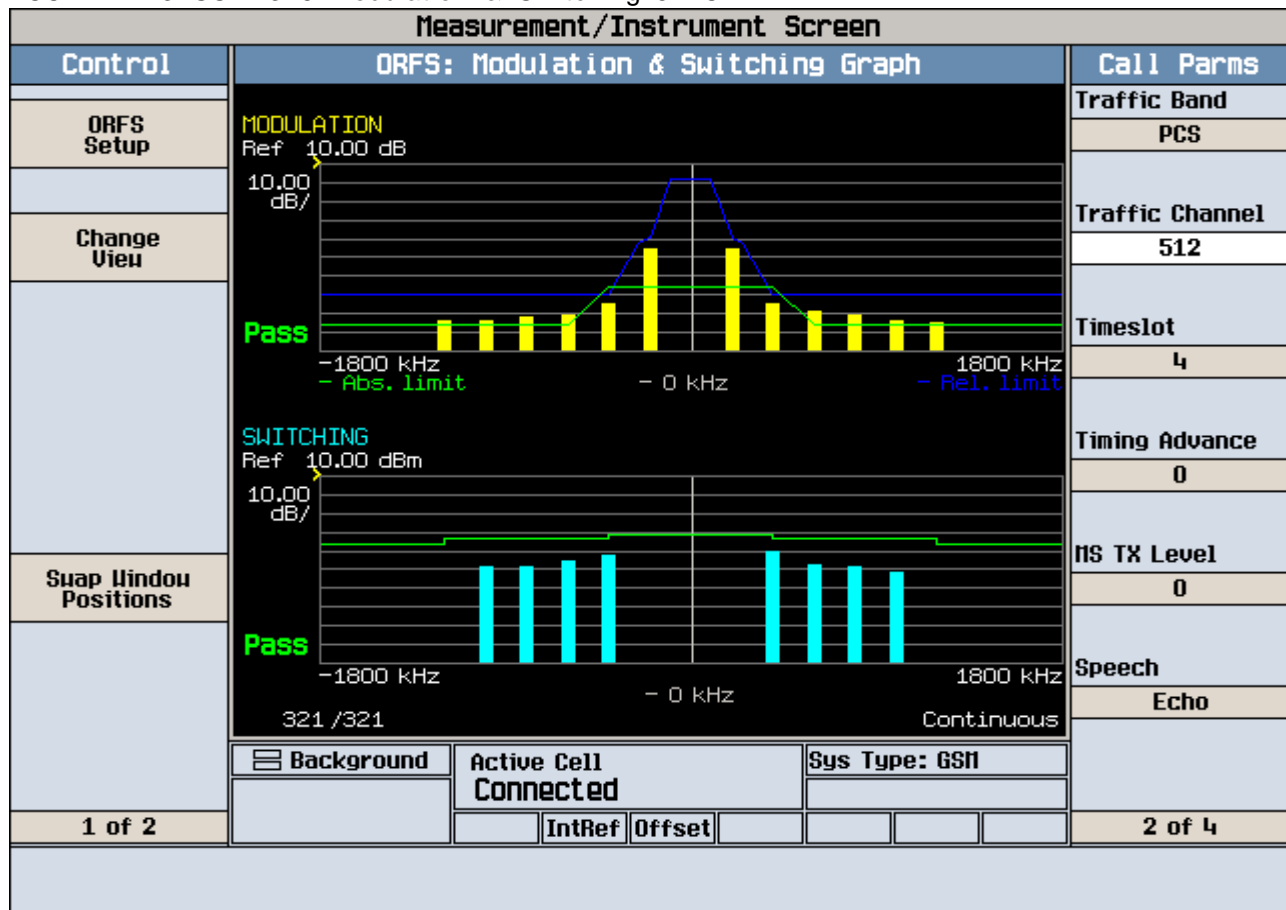 Measurement/Instrument Screen
Control
ORFS: Modulation & Switching Graph
Call Parms
ORFS
Setup
Change
View
Swap Window
Positions
1 of 2
MODULATION
Ref 10.00 dB
10.00
dB/
Pass
-1800 kHz
1800 kHz
- Abs. limit
- 0 kHz
- Rel. limit
SWITCHING
Ref 10.00 dBm
10.00
dB/
Pass
-1800 kHz
1800 kHz
- 0 kHz
321/321
Continuous
Background
Active Cell
Connected
Sys Type: GSM
IntRef
Offset
Traffic Band
PCS
Traffic Channel
512
Timeslot
4
Timing Advance
0
MS TX Level
0
Speech
Echo
2 of 4